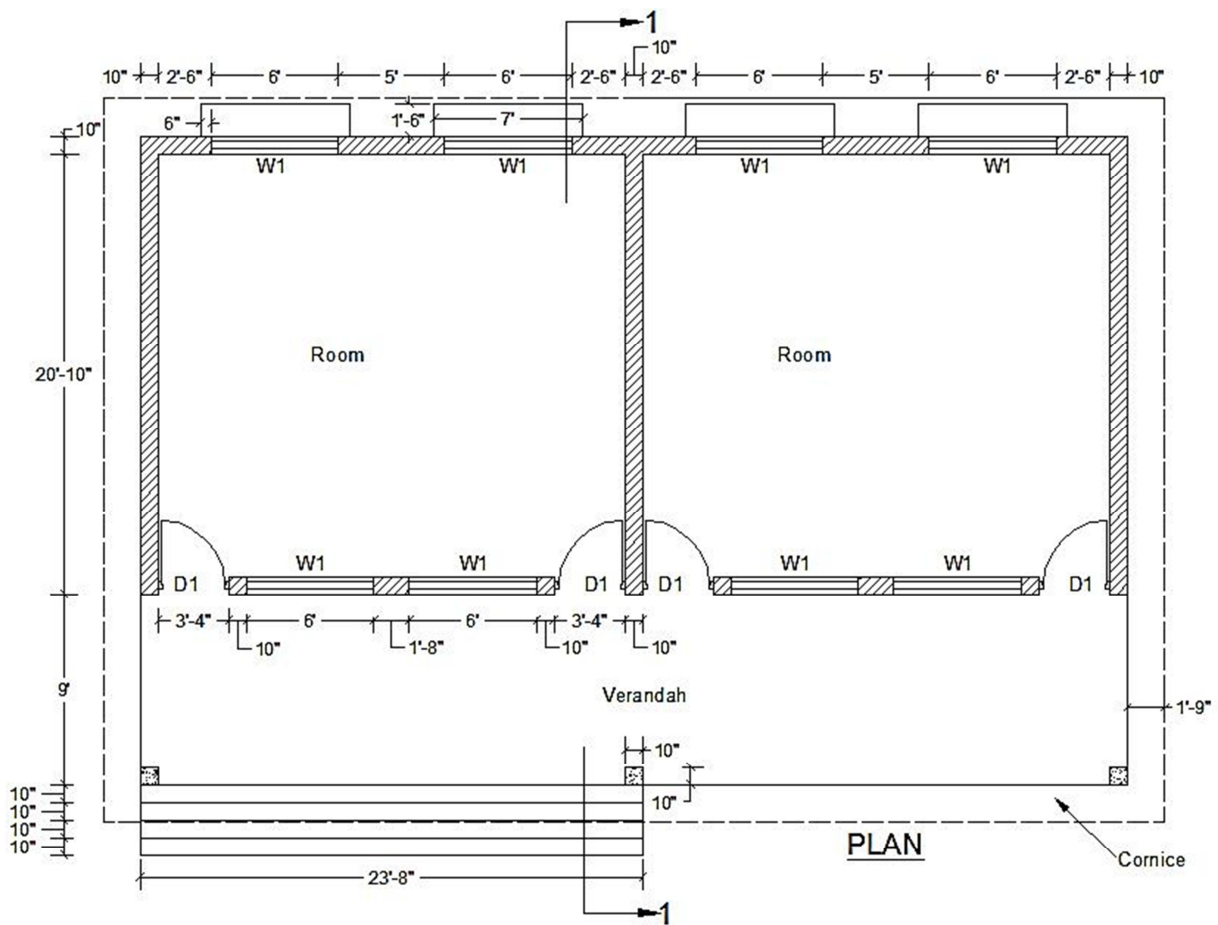 1
10"
10" 2'-6" 6' 5' 6' 2'-6" 2'-6" 6' 5' 6' 2'-6" 10"
6" 1'-6" 7'
10"
W1 W1 W1 W1
Room Room
20'-10"
W1 W1 W1 W1
D1 D1 D1 D1
3'-4" 6' 6' 3'-4"
10" 1'-8" 10" 10"
9'
Verandah
1'-9"
10"
10"
10"
10"
10"
10"
PLAN
Cornice
23'-8"
1